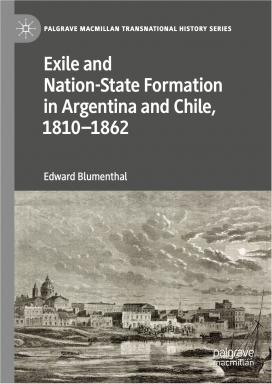 PALGRAVE MACMILLAN TRANSNATIONAL HISTORY SERIES
Exile and
Nation-State Formation
in Argentina and Chile,
1810–1862
Edward Blumenthal
palgrave
macmillan